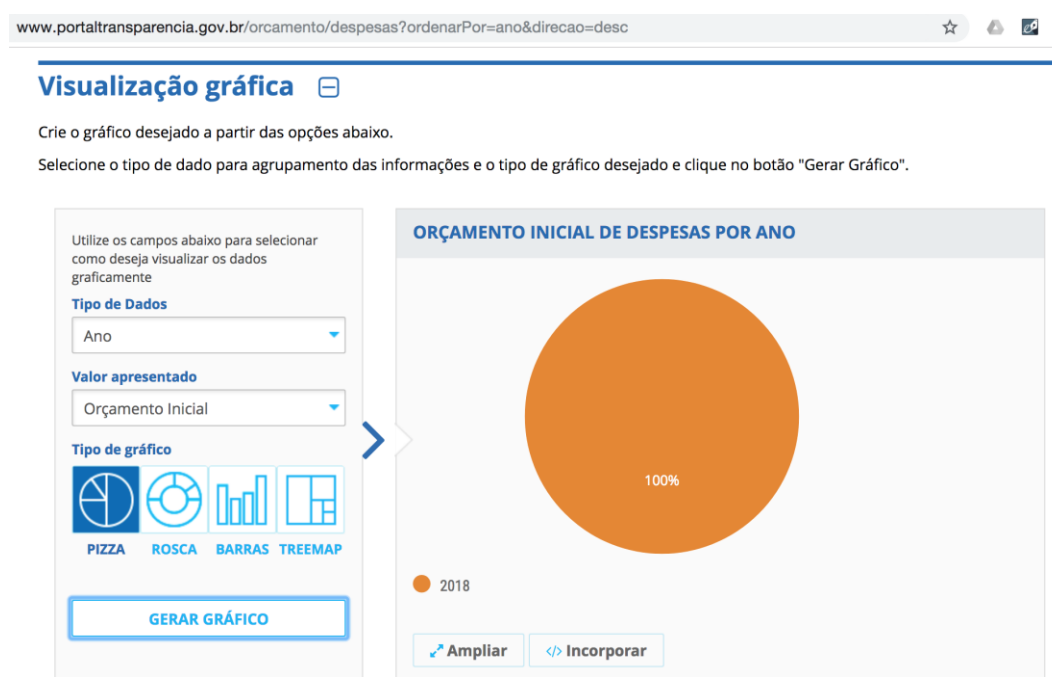 www.portaltransparencia.gov.br/orcamento/despesas?ordenarPor=ano&direcao=desc
Visualização gráfica
Crie o gráfico desejado a partir das opções abaixo.
Selecione o tipo de dado para agrupamento das informações e o tipo de gráfico desejado e clique no botão "Gerar Gráfico".
Utilize os campos abaixo para selecionar
como deseja visualizar os dados
graficamente
Tipo de Dados
Ano
Valor apresentado
Orçamento Inicial
Tipo de gráfico
PIZZA ROSCA BARRAS TREEMAP
GERAR GRÁFICO
ORÇAMENTO INICIAL DE DESPESAS POR ANO
100%
2018
Ampliar </> Incorporar